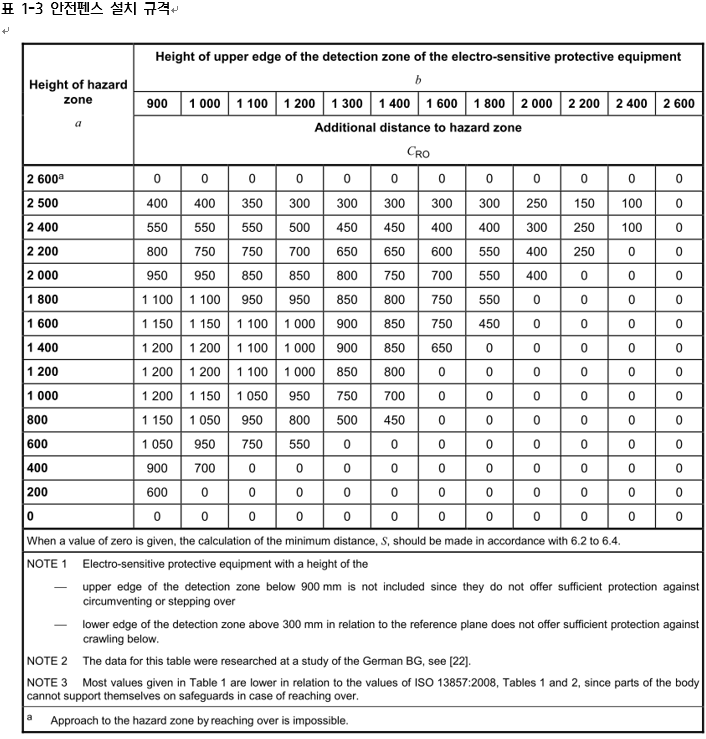 표 1-3 안전펜스 설치 규격↵
↵
Height of upper edge of the detection zone of the electro-sensitive protective equipment
b
Height of hazard zone
a
900 1 000 1 100 1 200 1 300 1 400 1 600 1 800 2 000 2 200 2 400 2 600
Additional distance to hazard zone
CRO
2 600a 0 0 0 0 0 0 0 0 0 0 0 0
2 500 400 400 350 300 300 300 300 300 250 150 100 0
2 400 550 550 550 500 450 450 400 400 300 250 100 0
2 200 800 750 750 700 650 650 600 550 400 250 0 0
2 000 950 950 850 850 800 750 700 550 400 0 0 0
1 800 1 100 1 100 950 950 850 800 750 550 0 0 0 0
1 600 1 150 1 150 1 100 1 000 900 850 750 450 0 0 0 0
1 400 1 200 1 200 1 100 1 000 900 850 650 0 0 0 0 0
1 200 1 200 1 200 1 100 1 000 850 800 0 0 0 0 0 0
1 000 1 200 1 150 1 050 950 750 700 0 0 0 0 0 0
800 1 150 1 050 950 800 500 450 0 0 0 0 0 0
600 1 050 950 750 550 0 0 0 0 0 0 0 0
400 900 700 0 0 0 0 0 0 0 0 0 0
200 600 0 0 0 0 0 0 0 0 0 0 0
0 0 0 0 0 0 0 0 0 0 0 0 0
When a value of zero is given, the calculation of the minimum distance, S, should be made in accordance with 6.2 to 6.4.
NOTE 1 Electro-sensitive protective equipment with a height of the
— upper edge of the detection zone below 900 mm is not included since they do not offer sufficient protection against
circumventing or stepping over
— lower edge of the detection zone above 300 mm in relation to the reference plane does not offer sufficient protection against
crawling below.
NOTE 2 The data for this table were researched at a study of the German BG, see [22].
NOTE 3 Most values given in Table 1 are lower in relation to the values of ISO 13857:2008, Tables 1 and 2, since parts of the body
cannot support themselves on safeguards in case of reaching over.
a Approach to the hazard zone by reaching over is impossible.